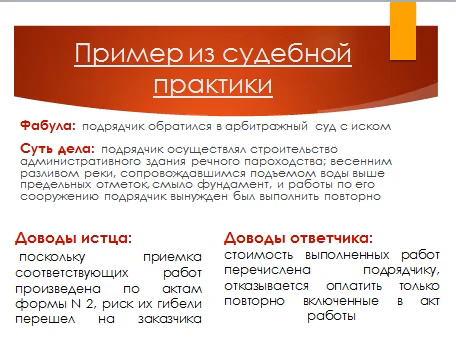 Пример из судебной
практики
Фабула: подрядчик обратился в арбитражный суд с иском
Суть дела: подрядчик осуществлял строительство
административного здания речного пароходства; весенним
разливом реки, сопровождавшимся подъемом воды выше
предельных отметок, смыло фундамент, и работы по его
сооружению подрядчик вынужден был выполнить повторно
Доводы истца:
поскольку приемка
соответствующих работ
произведена по актам
формы N 2, риск их гибели
перешел на заказчика
Доводы ответчика:
стоимость выполненных работ
перечислена подрядчику,
отказывается оплатить только
повторно включенные в акт
работы